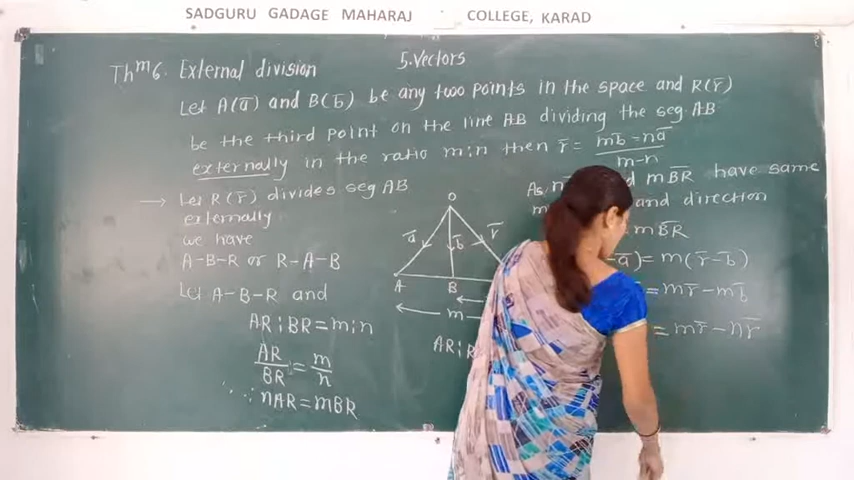 SADGURU GADAGE MAHARAJ COLLEGE, KARAD
5. Vectors
Thm 6. External division
Let A(a̅) and B(b̅) be any two points in the space and R(r̅)
be the third point on the line AB dividing the seg AB
externally in the ratio m:n then r̅ = (mb̅ - na̅)/(m-n)
→ Let R(r̅) divides seg AB
externally
we have
A-B-R or R-A-B
Let A-B-R and
AR : BR = m:n
AR/BR = m/n
∴ nAR = mBR
O
a̅ b̅ r̅
A B
m
AR:
As mB̅R̅ have same
and direction
mB̅R̅
a̅) = m(r̅-b̅)
= mr̅ - mb̅
= mr̅ - nr̅